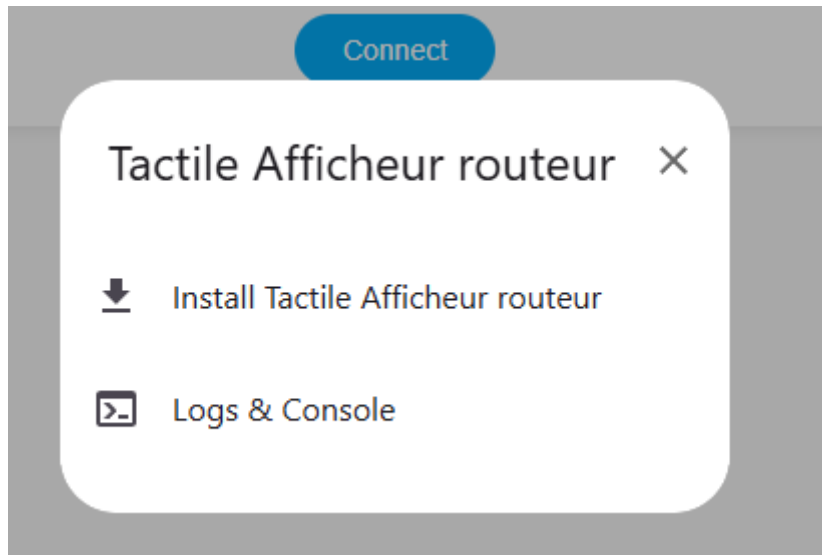 Connect
Tactile Afficheur routeur
Install Tactile Afficheur routeur
Logs & Console